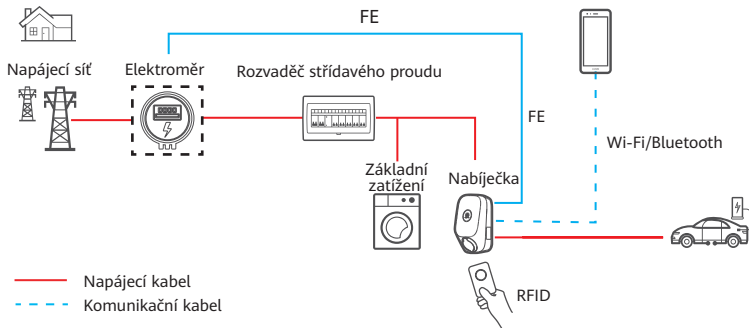 FE
Napájecí síť
Elektroměr
Rozvaděč střídavého proudu
FE
Wi-Fi/Bluetooth
Základní
zatížení
Nabíječka
RFID
Napájecí kabel
Komunikační kabel